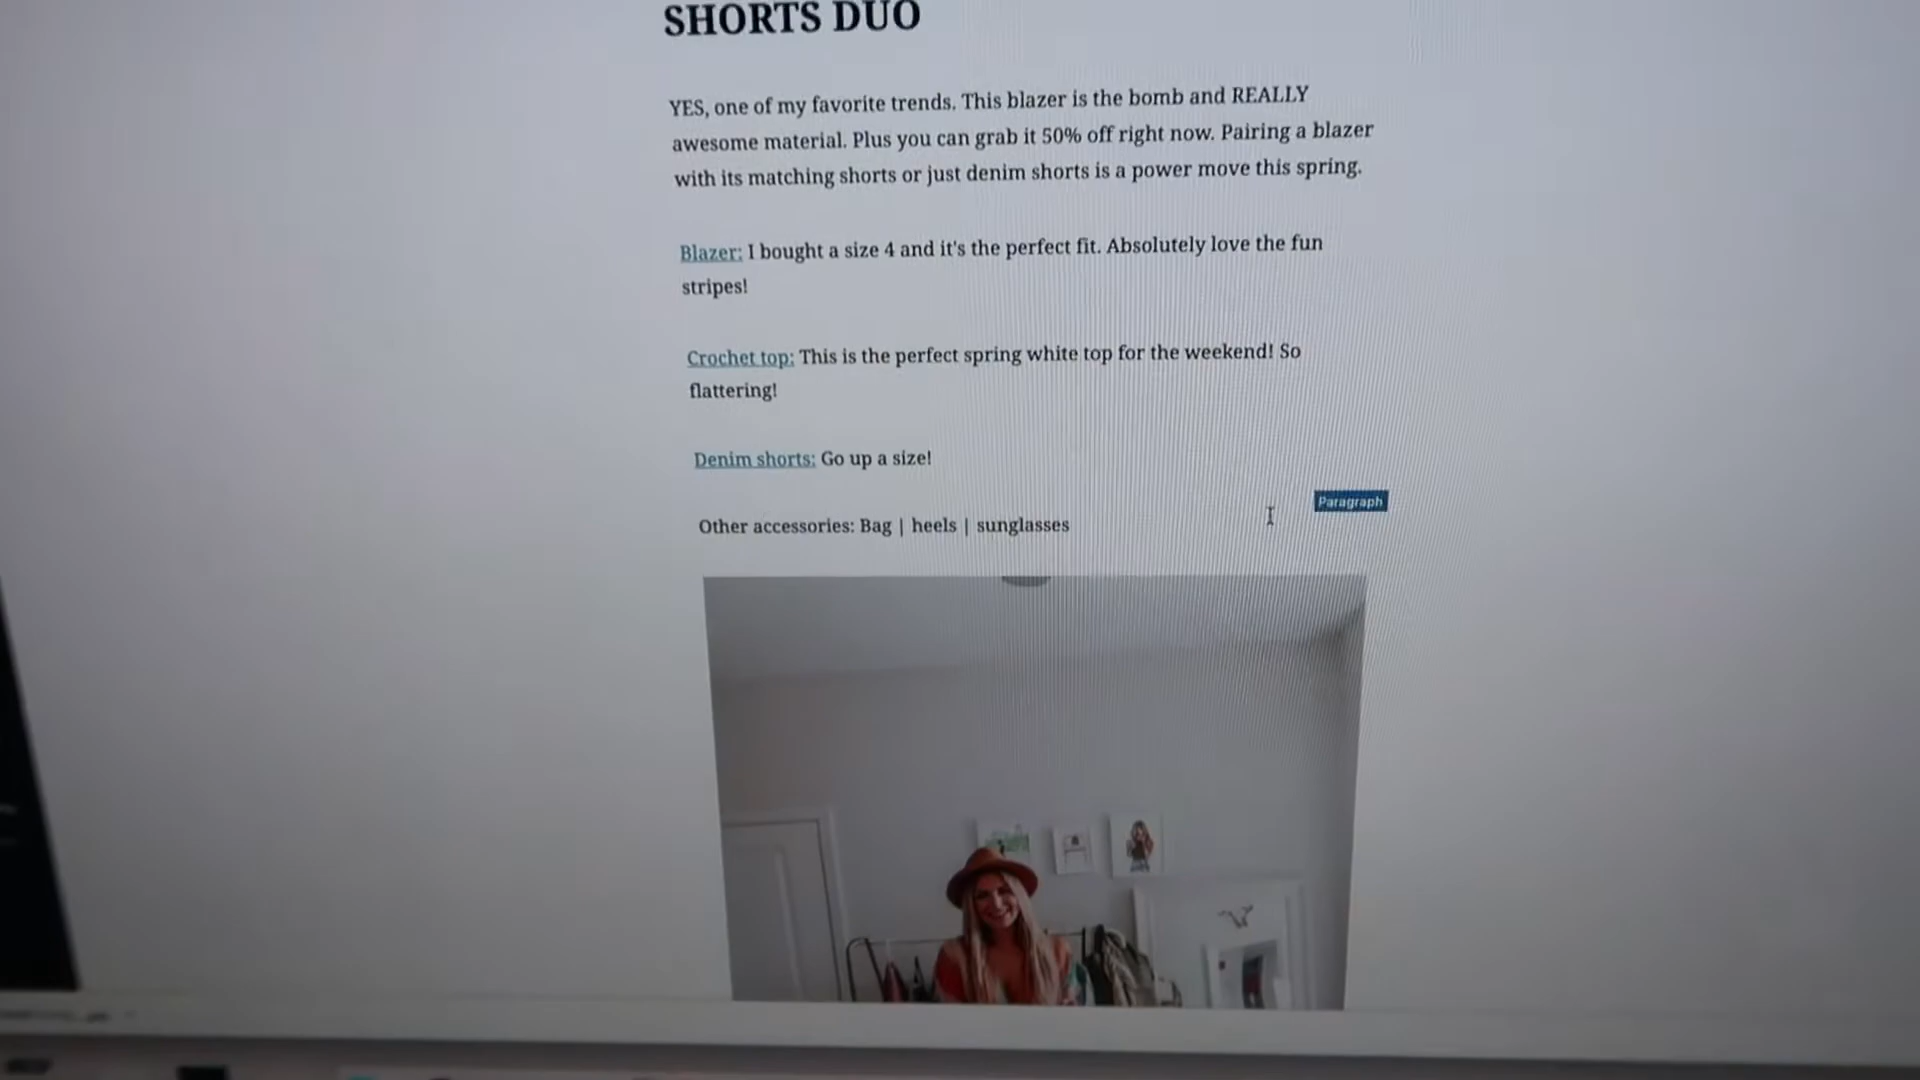 SHORTS DUO
YES, one of my favorite trends. This blazer is the bomb and REALLY
awesome material. Plus you can grab it 50% off right now. Pairing a blazer
with its matching shorts or just denim shorts is a power move this spring.
Blazer: I bought a size 4 and it's the perfect fit. Absolutely love the fun
stripes!
Crochet top: This is the perfect spring white top for the weekend! So
flattering!
Denim shorts: Go up a size!
Paragraph
Other accessories: Bag | heels | sunglasses